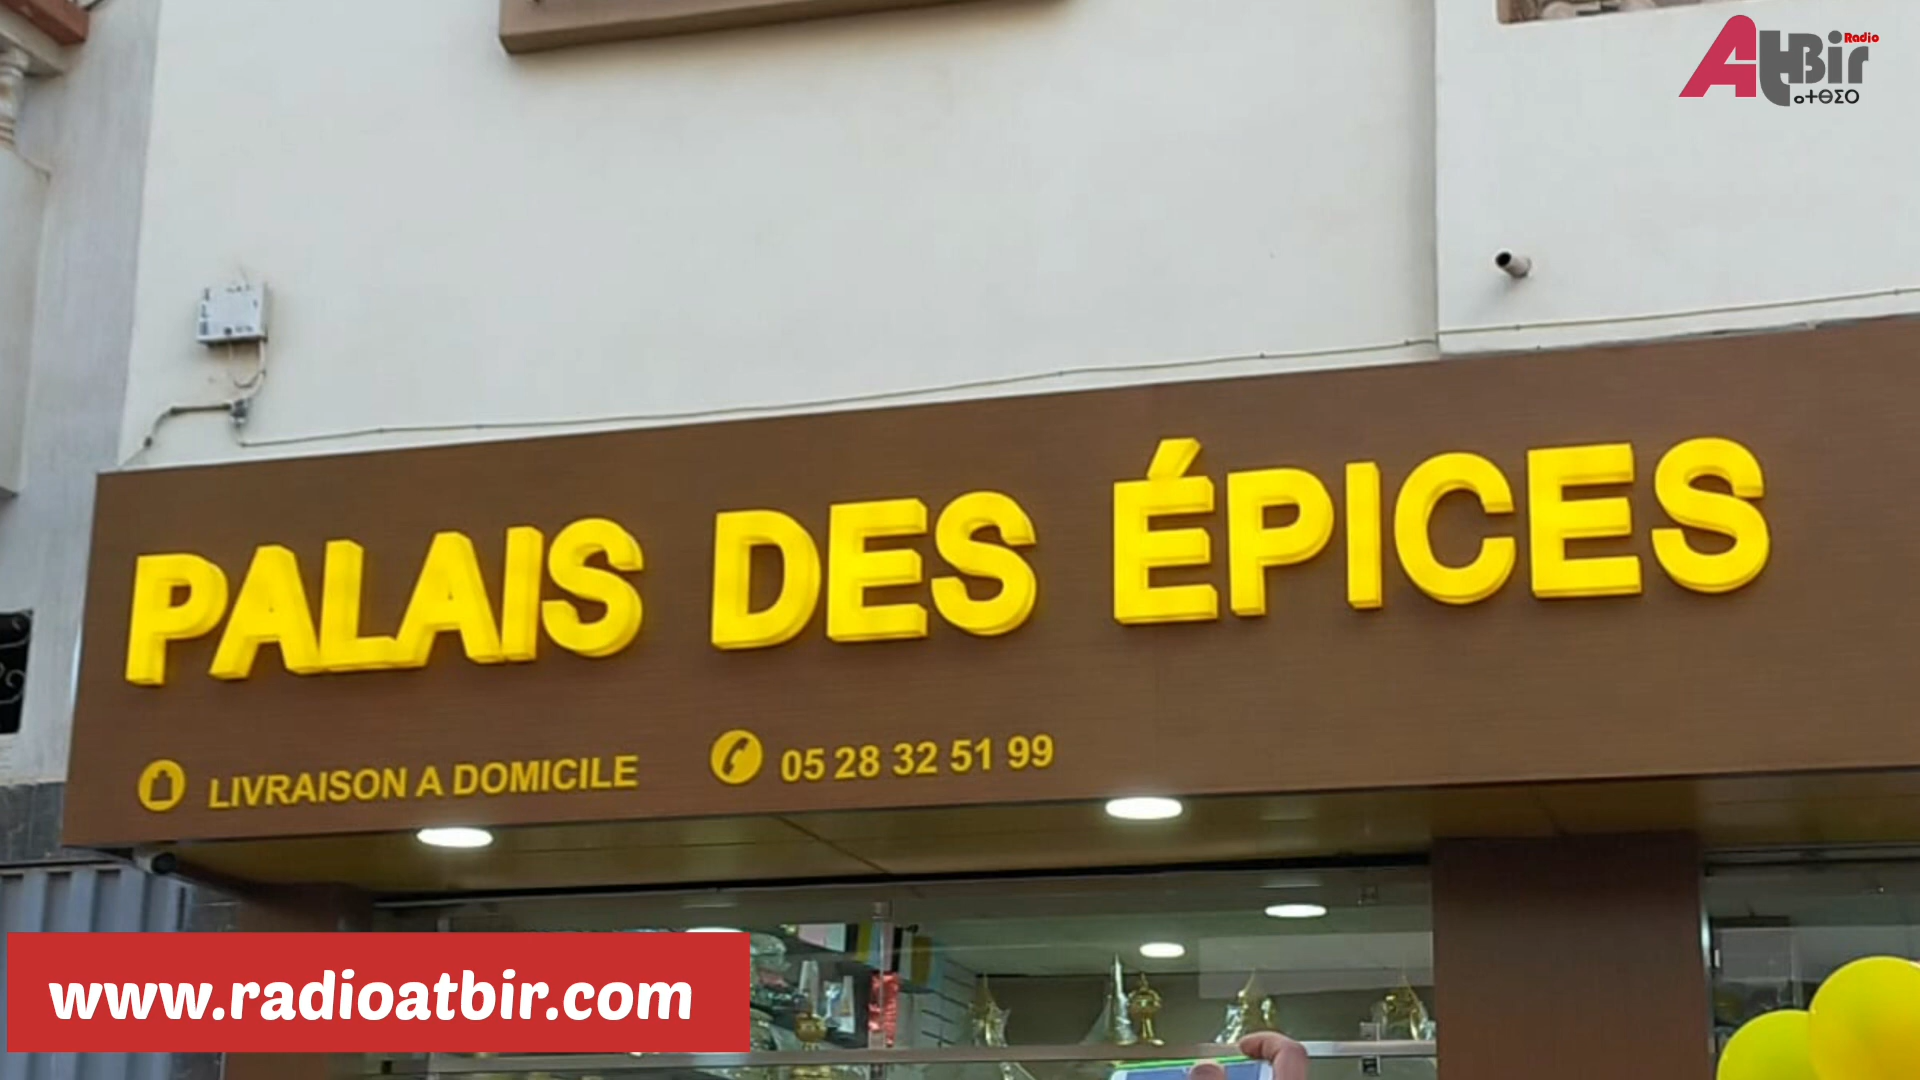 Radio
AtBir
ⴰⵜⴱⵉⵔ
PALAIS DES ÉPICES
LIVRAISON A DOMICILE 05 28 32 51 99
www.radioatbir.com